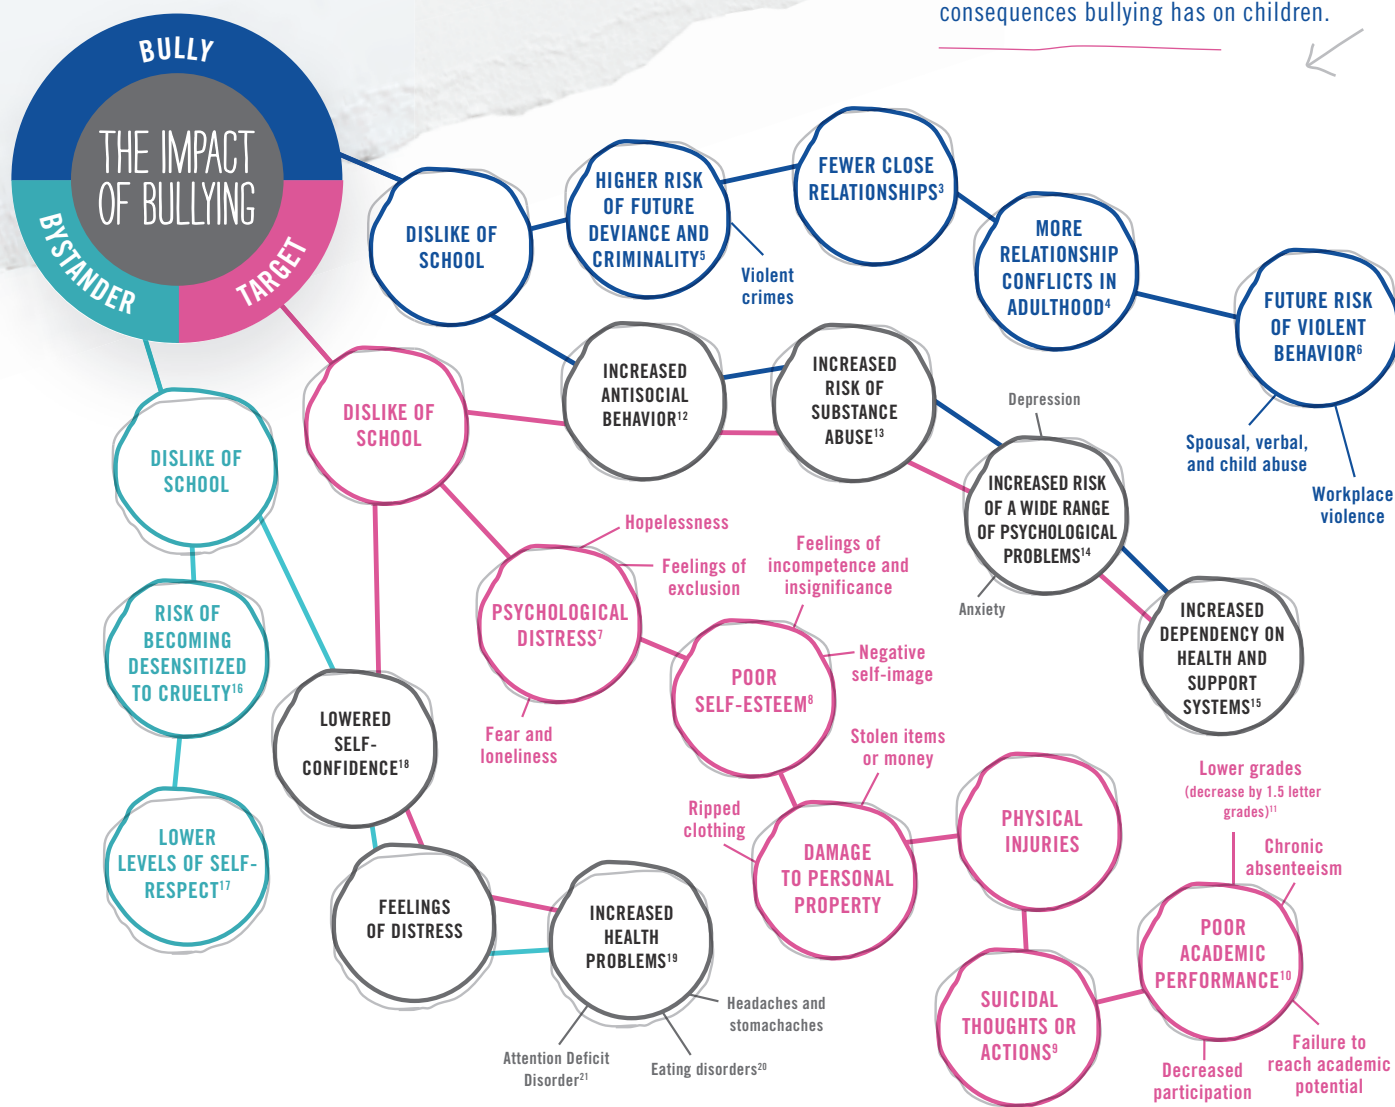 consequences bullying has on children.
BULLY
THE IMPACT
OF BULLYING
BYSTANDER
TARGET
DISLIKE OF
SCHOOL
HIGHER RISK
OF FUTURE
DEVIANCE AND
CRIMINALITY⁵
Violent
crimes
FEWER CLOSE
RELATIONSHIPS³
MORE
RELATIONSHIP
CONFLICTS IN
ADULTHOOD⁴
FUTURE RISK
OF VIOLENT
BEHAVIOR⁶
Spousal, verbal,
and child abuse
Workplace
violence
INCREASED
ANTISOCIAL
BEHAVIOR¹²
INCREASED
RISK OF
SUBSTANCE
ABUSE¹³
Depression
INCREASED RISK
OF A WIDE RANGE
OF PSYCHOLOGICAL
PROBLEMS¹⁴
Anxiety
INCREASED
DEPENDENCY ON
HEALTH AND
SUPPORT
SYSTEMS¹⁵
DISLIKE OF
SCHOOL
PSYCHOLOGICAL
DISTRESS⁷
Hopelessness
Feelings of
exclusion
Fear and
loneliness
Feelings of
incompetence and
insignificance
POOR
SELF-ESTEEM⁸
Negative
self-image
Stolen items
or money
Ripped
clothing
DAMAGE
TO PERSONAL
PROPERTY
PHYSICAL
INJURIES
SUICIDAL
THOUGHTS OR
ACTIONS⁹
Lower grades
(decrease by 1.5 letter
grades)¹¹
Chronic
absenteeism
POOR
ACADEMIC
PERFORMANCE¹⁰
Decreased
participation
Failure to
reach academic
potential
DISLIKE OF
SCHOOL
RISK OF
BECOMING
DESENSITIZED
TO CRUELTY¹⁶
LOWER
LEVELS OF SELF-
RESPECT¹⁷
LOWERED
SELF-
CONFIDENCE¹⁸
FEELINGS
OF DISTRESS
INCREASED
HEALTH
PROBLEMS¹⁹
Headaches and
stomachaches
Eating disorders²⁰
Attention Deficit
Disorder²¹